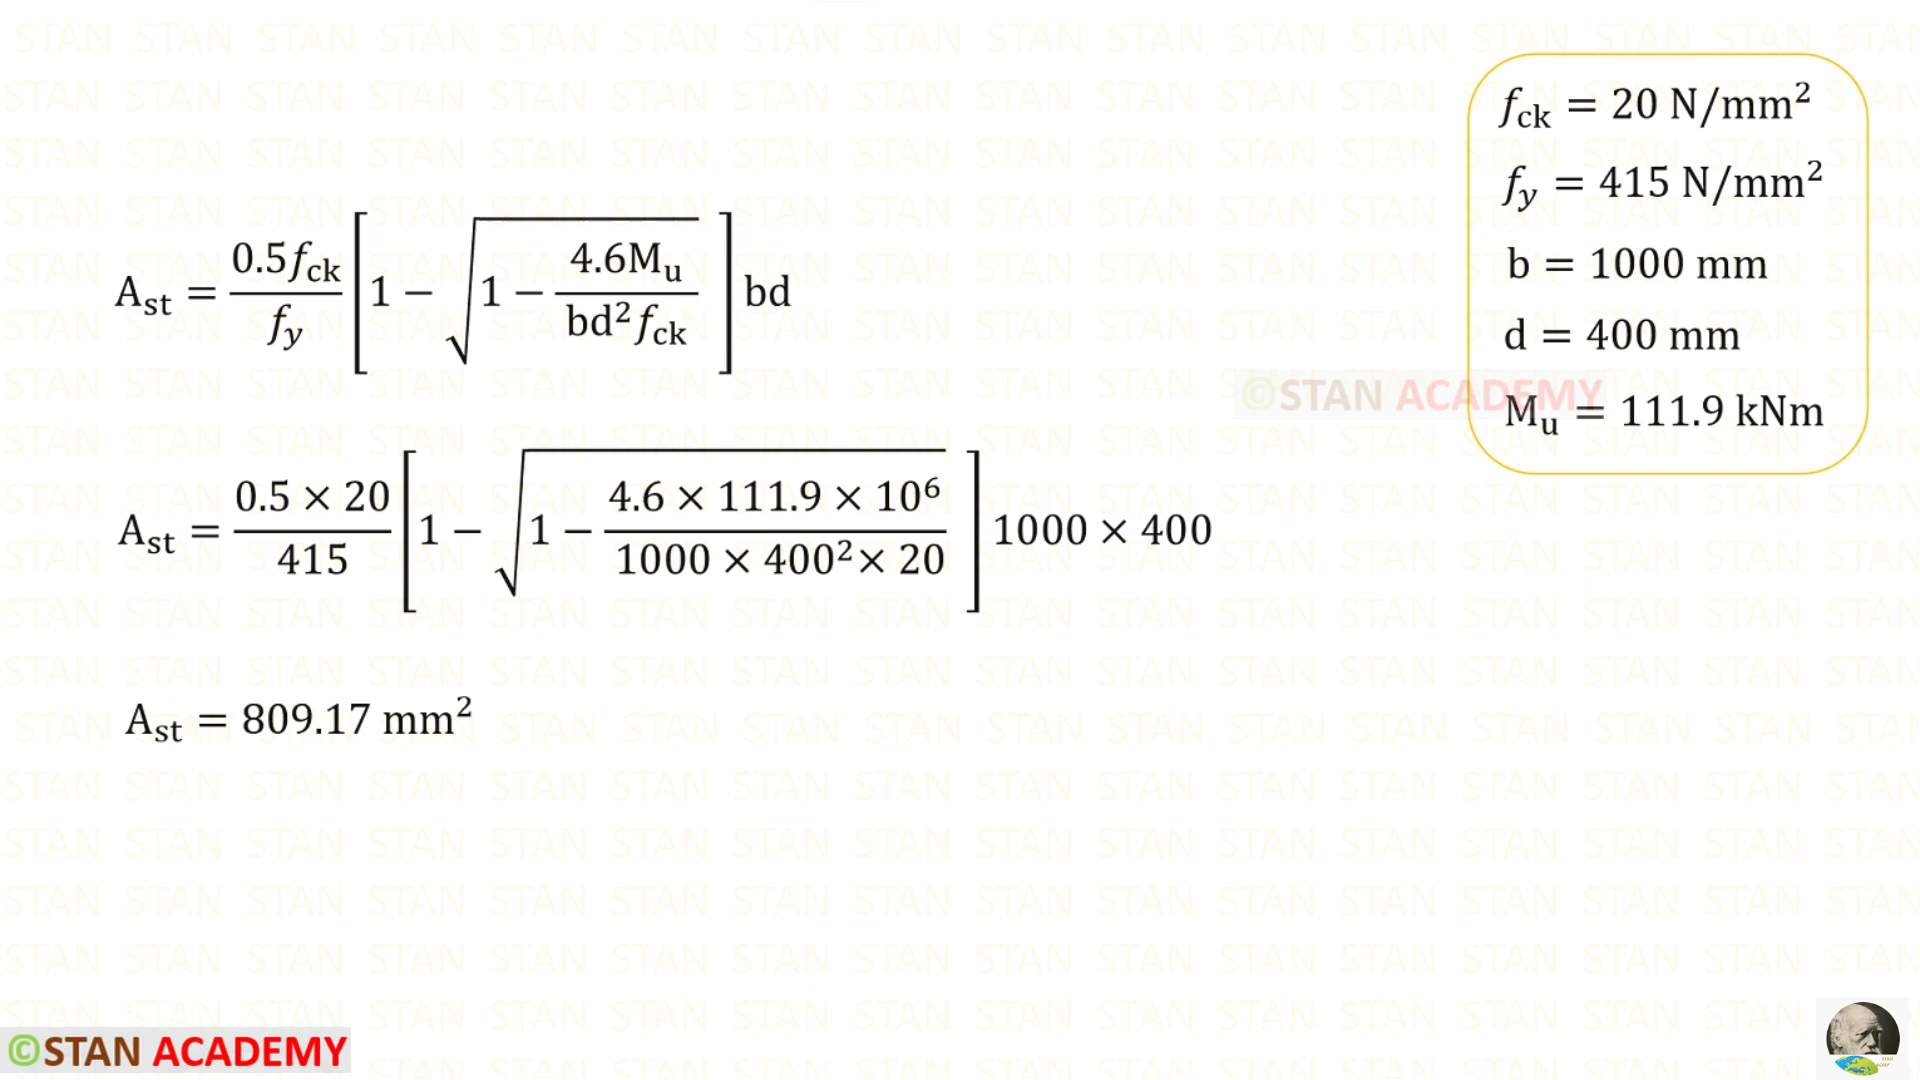 f_ck = 20 N/mm²
f_y = 415 N/mm²
b = 1000 mm
d = 400 mm
M_u = 111.9 kNm
©STAN ACADEMY
A_st = 0.5f_ck / f_y [1 − √(1 − 4.6M_u / bd²f_ck)] bd
A_st = 0.5 × 20 / 415 [1 − √(1 − 4.6 × 111.9 × 10⁶ / 1000 × 400² × 20)] 1000 × 400
A_st = 809.17 mm²
©STAN ACADEMY